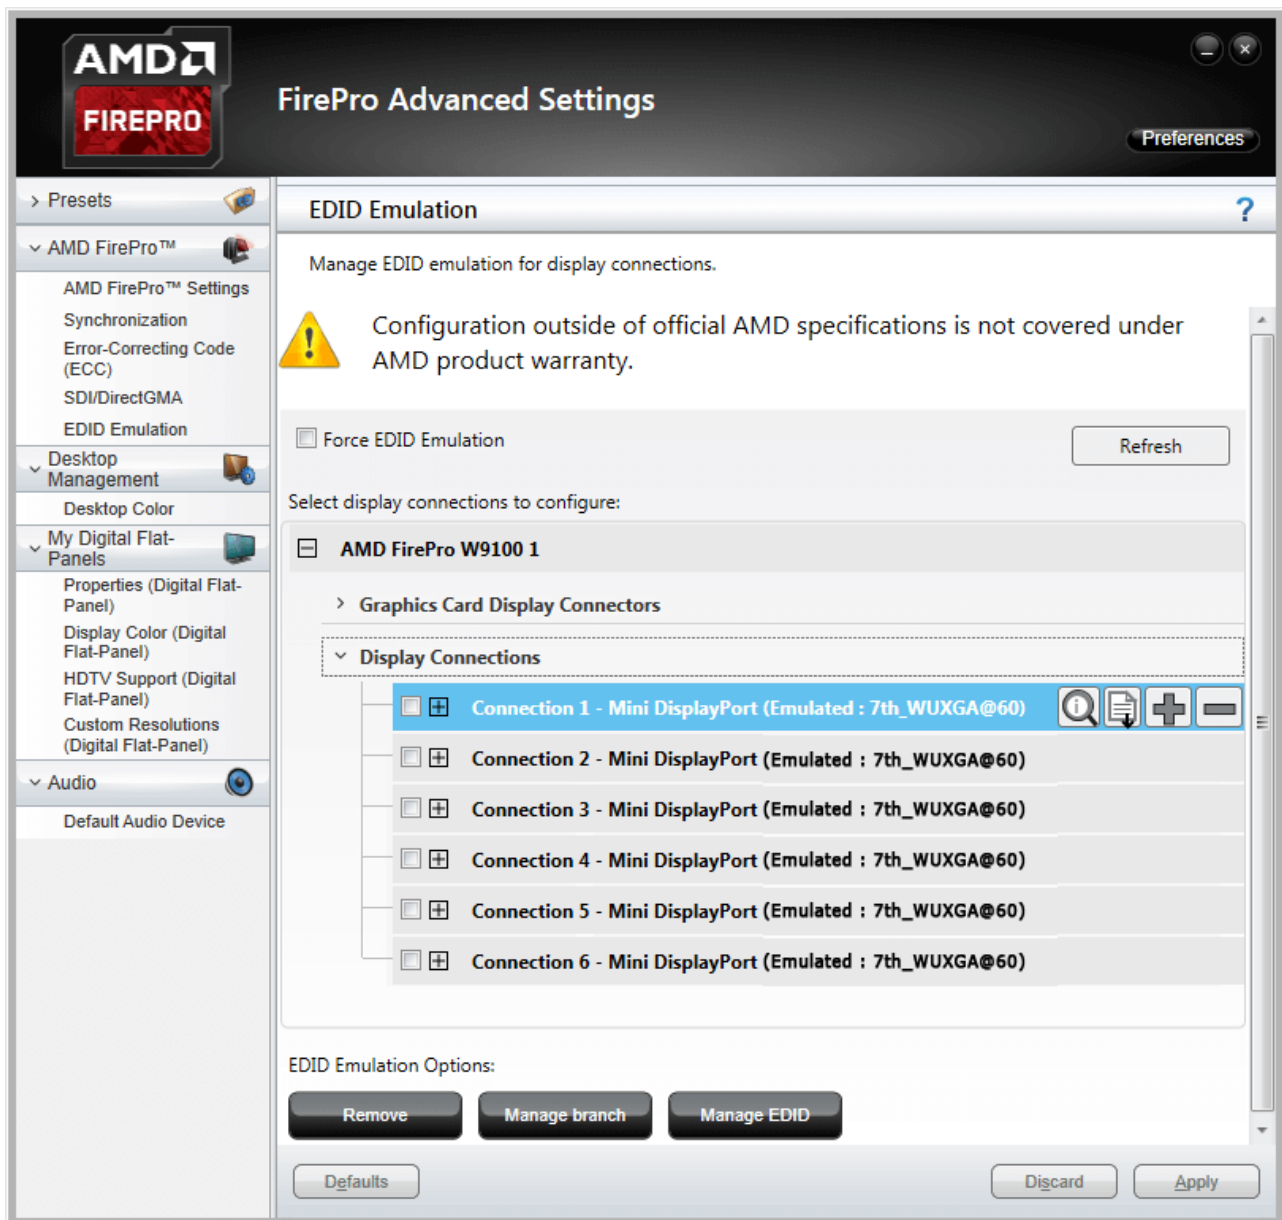 AMD
FIREPRO
FirePro Advanced Settings
Preferences
Presets
AMD FirePro™
AMD FirePro™ Settings
Synchronization
Error-Correcting Code
(ECC)
SDI/DirectGMA
EDID Emulation
Desktop
Management
Desktop Color
My Digital Flat-
Panels
Properties (Digital Flat-
Panel)
Display Color (Digital
Flat-Panel)
HDTV Support (Digital
Flat-Panel)
Custom Resolutions
(Digital Flat-Panel)
Audio
Default Audio Device
EDID Emulation
?
Manage EDID emulation for display connections.
Configuration outside of official AMD specifications is not covered under
AMD product warranty.
Force EDID Emulation
Refresh
Select display connections to configure:
AMD FirePro W9100 1
Graphics Card Display Connectors
Display Connections
Connection 1 - Mini DisplayPort (Emulated : 7th_WUXGA@60)
Connection 2 - Mini DisplayPort (Emulated : 7th_WUXGA@60)
Connection 3 - Mini DisplayPort (Emulated : 7th_WUXGA@60)
Connection 4 - Mini DisplayPort (Emulated : 7th_WUXGA@60)
Connection 5 - Mini DisplayPort (Emulated : 7th_WUXGA@60)
Connection 6 - Mini DisplayPort (Emulated : 7th_WUXGA@60)
EDID Emulation Options:
Remove
Manage branch
Manage EDID
Defaults
Discard
Apply